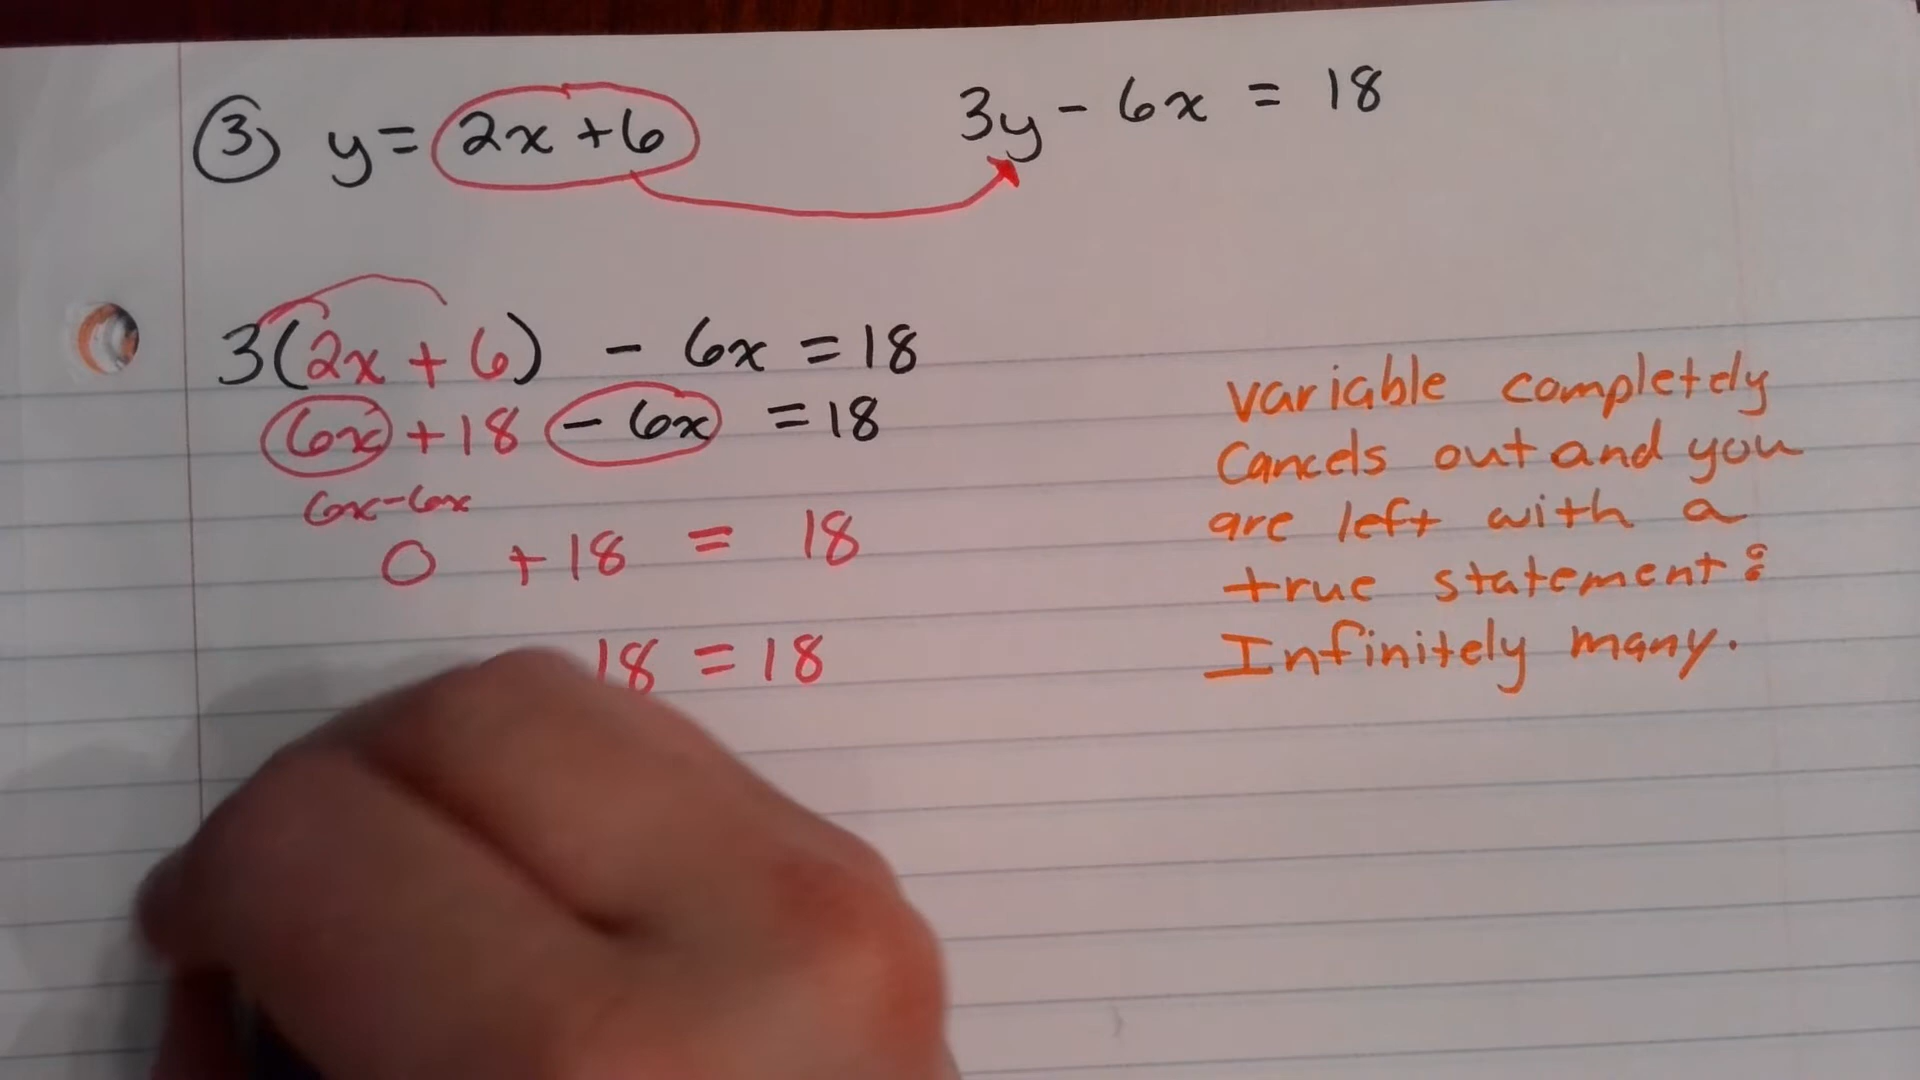 ③ y = 2x + 6    3y - 6x = 18
3(2x + 6) - 6x = 18
6x + 18 - 6x = 18
6x-6x
0 + 18 = 18
18 = 18
variable completely
cancels out and you
are left with a
true statement:
Infinitely many.